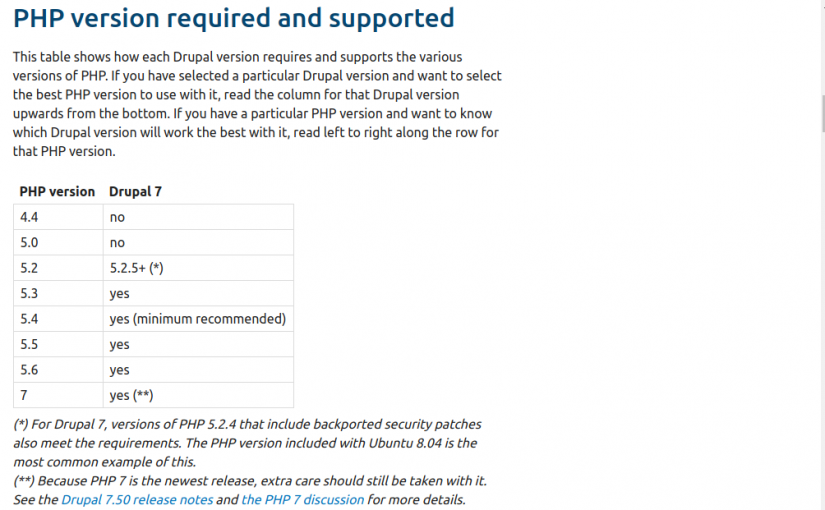 PHP version required and supported
This table shows how each Drupal version requires and supports the various
versions of PHP. If you have selected a particular Drupal version and want to select
the best PHP version to use with it, read the column for that Drupal version
upwards from the bottom. If you have a particular PHP version and want to know
which Drupal version will work the best with it, read left to right along the row for
that PHP version.
PHP version Drupal 7
4.4 no
5.0 no
5.2 5.2.5+ (*)
5.3 yes
5.4 yes (minimum recommended)
5.5 yes
5.6 yes
7 yes (**)
(*) For Drupal 7, versions of PHP 5.2.4 that include backported security patches
also meet the requirements. The PHP version included with Ubuntu 8.04 is the
most common example of this.
(**) Because PHP 7 is the newest release, extra care should still be taken with it.
See the Drupal 7.50 release notes and the PHP 7 discussion for more details.